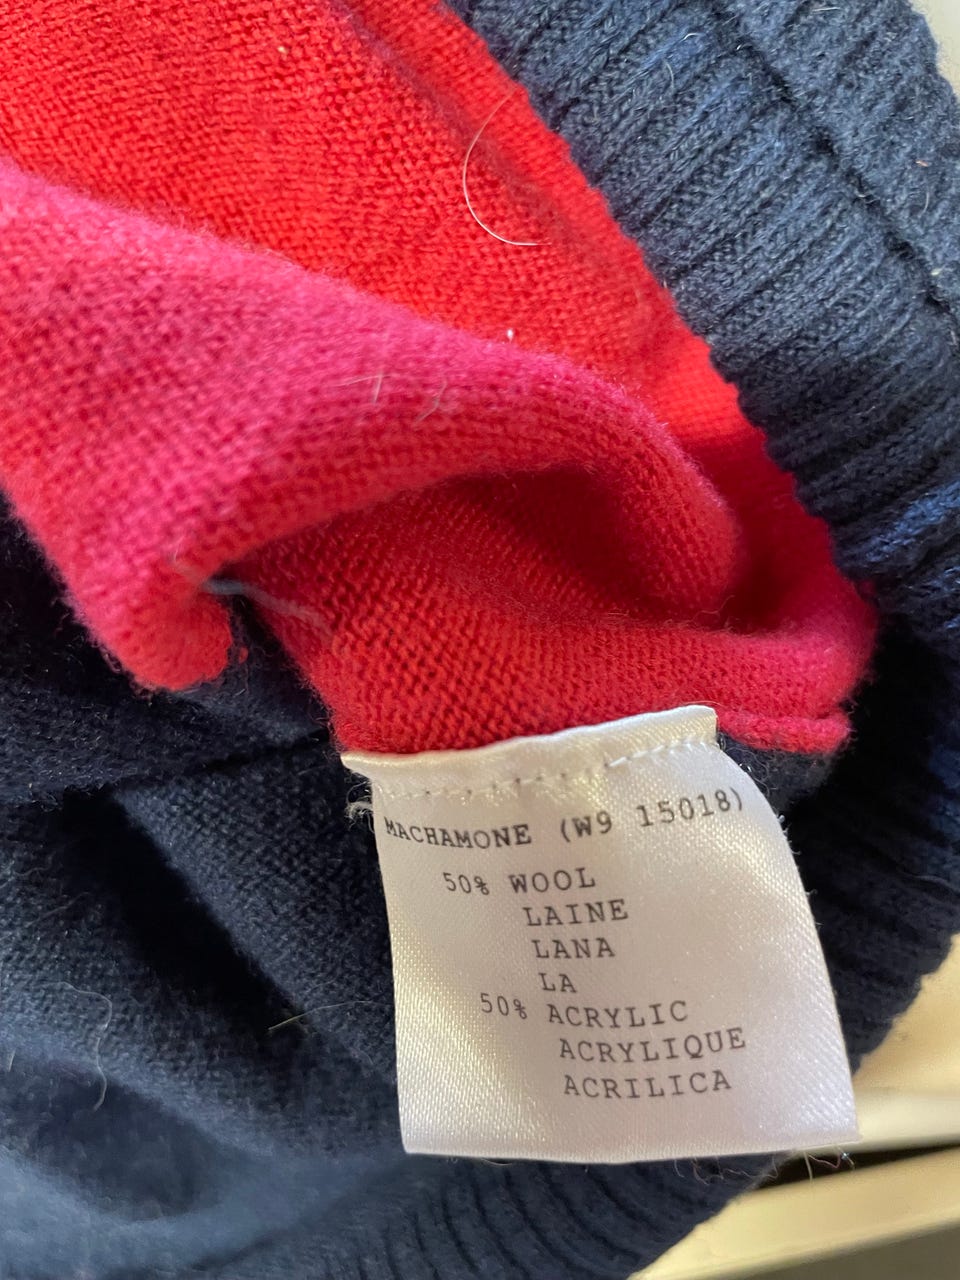 MACHAMONE (W9 15018)
50% WOOL
LAINE
LANA
LA
50% ACRYLIC
ACRYLIQUE
ACRILICA